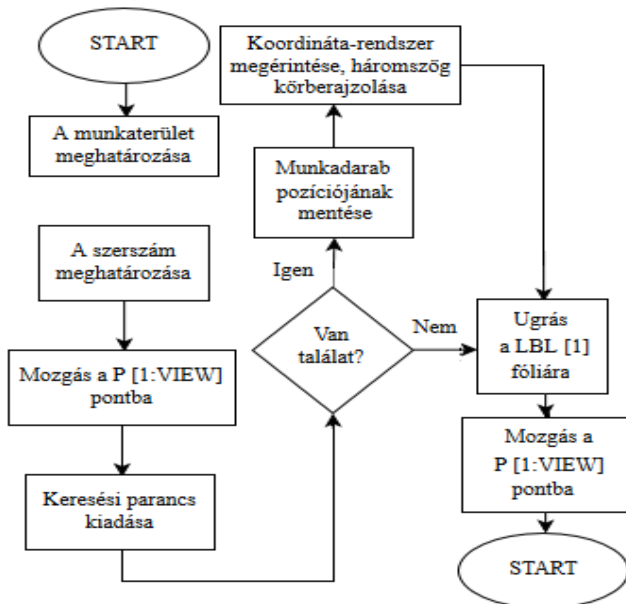 START
A munkaterület
meghatározása
A szerszám
meghatározása
Mozgás a P [1:VIEW]
pontba
Keresési parancs
kiadása
Van
találat?
Igen
Nem
Munkadarab
pozíciójának
mentése
Koordináta-rendszer
megérintése, háromszög
körberajzolása
Ugrás
a LBL [1]
fóliára
Mozgás a
P [1:VIEW]
pontba
START